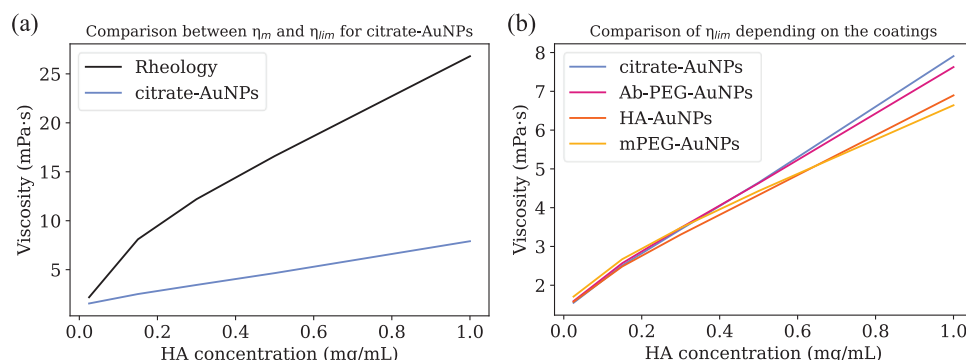 (a)
Comparison between ηm and ηlim for citrate-AuNPs
Rheology
citrate-AuNPs
Viscosity (mPa·s)
25
20
15
10
5
0.0 0.2 0.4 0.6 0.8 1.0
HA concentration (mg/mL)
(b)
Comparison of ηlim depending on the coatings
citrate-AuNPs
Ab-PEG-AuNPs
HA-AuNPs
mPEG-AuNPs
Viscosity (mPa·s)
8
7
6
5
4
3
2
0.0 0.2 0.4 0.6 0.8 1.0
HA concentration (mg/mL)